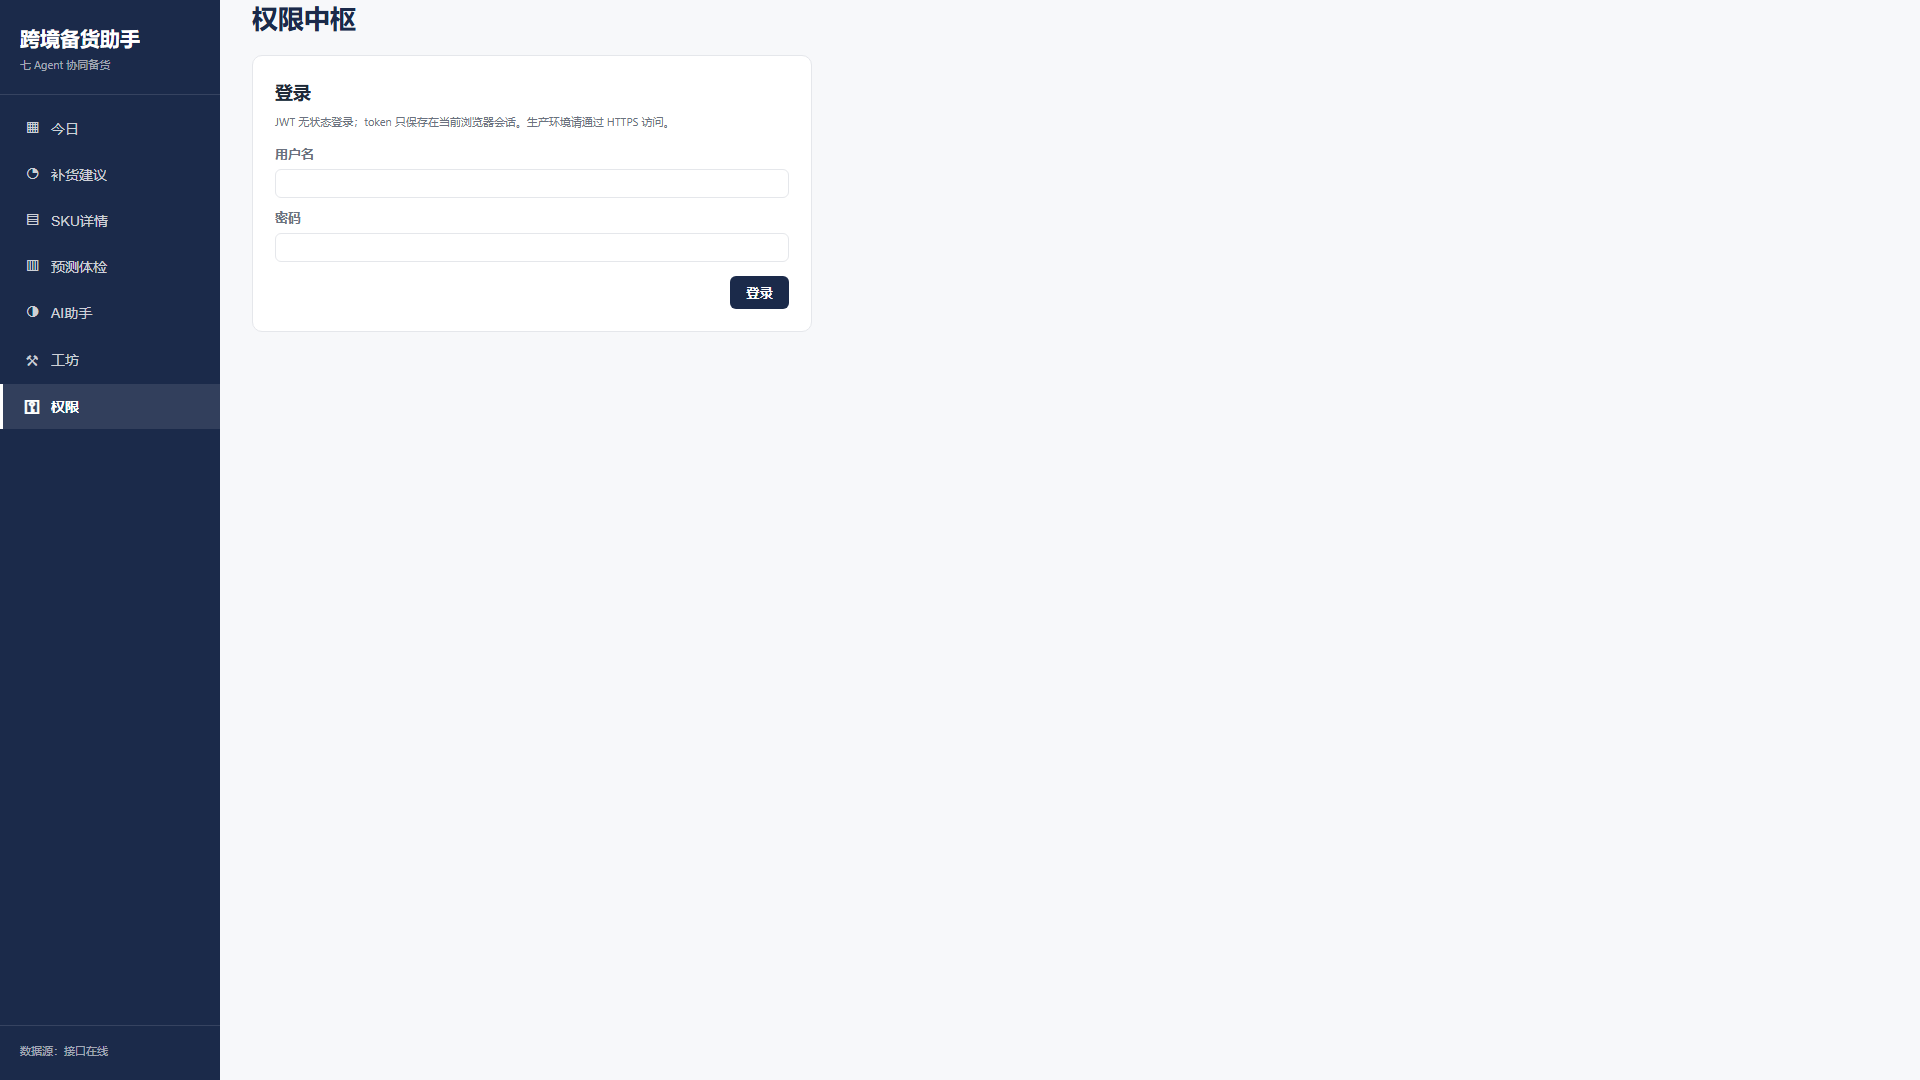 跨境备货助手
七 Agent 协同备货
今日
补货建议
SKU详情
预测体检
AI助手
工坊
权限
数据源：接口在线
权限中枢
登录
JWT 无状态登录；token 只保存在当前浏览器会话。生产环境请通过 HTTPS 访问。
用户名
密码
登录